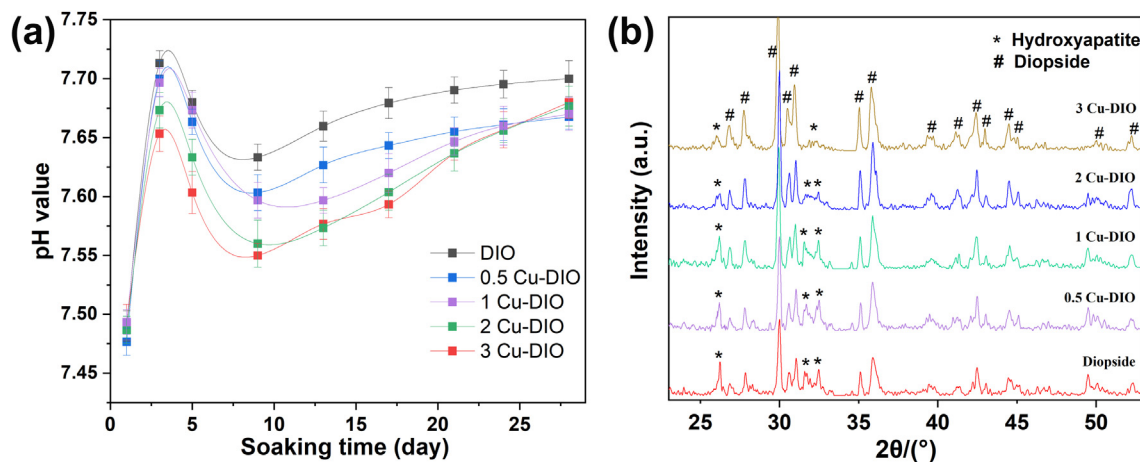 (a)
7.75
7.70
7.65
7.60
7.55
7.50
7.45
pH value
0
5
10
15
20
25
Soaking time (day)
DIO
0.5 Cu-DIO
1 Cu-DIO
2 Cu-DIO
3 Cu-DIO
(b)
* Hydroxyapatite
# Diopside
# # # # # # # # # # # # # # #
* *
3 Cu-DIO
* * *
2 Cu-DIO
* * *
1 Cu-DIO
* * *
0.5 Cu-DIO
* * *
Diopside
Intensity (a.u.)
25
30
35
40
45
50
2θ/(°)